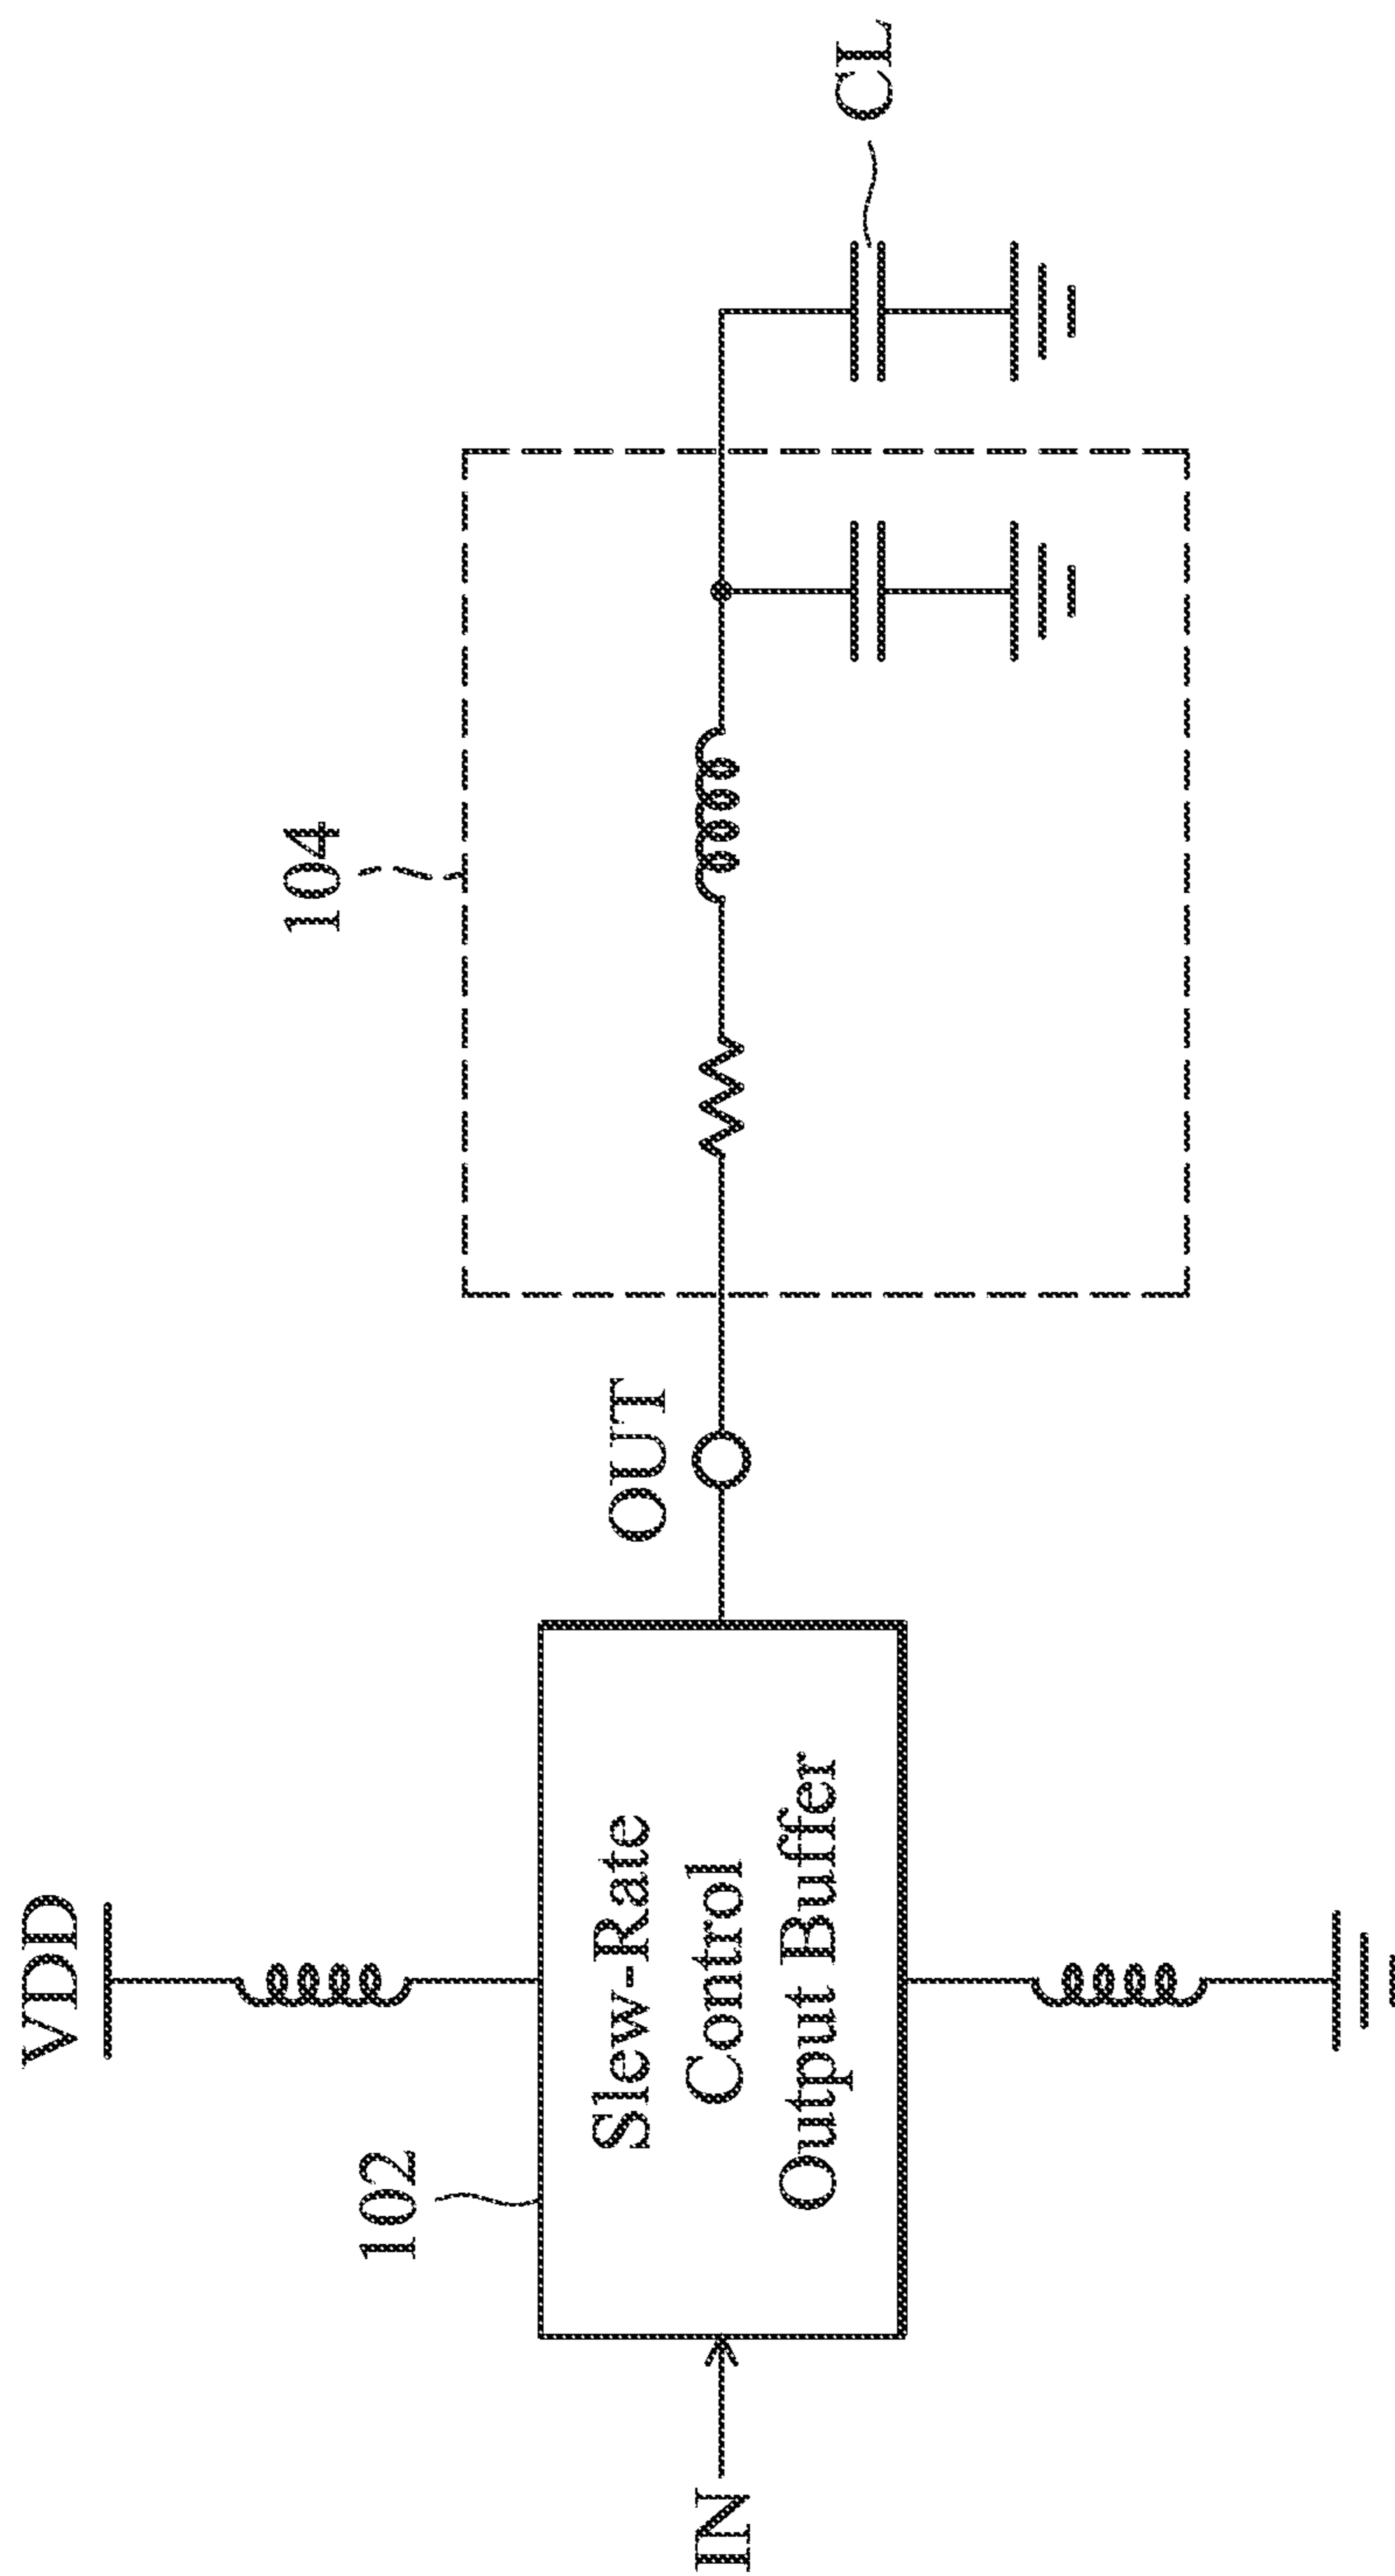 VDD
102
IN
Slew-Rate
Control
Output Buffer
OUT
104
CL